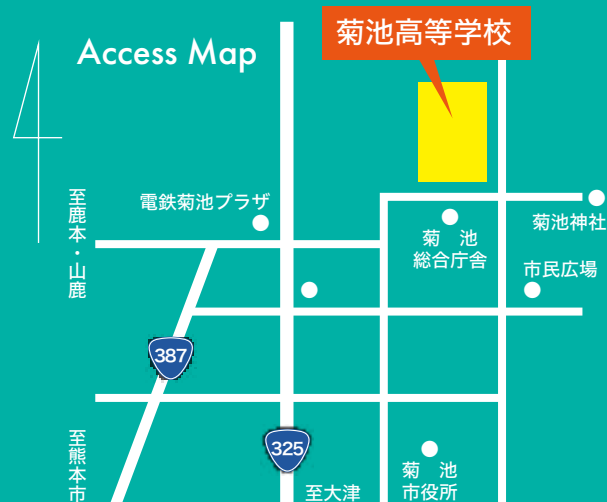 Access Map
菊池高等学校
至鹿本・山鹿
電鉄菊池プラザ
菊池神社
菊 池
総合庁舎
市民広場
387
325
至熊本市
至大津
菊 池
市役所